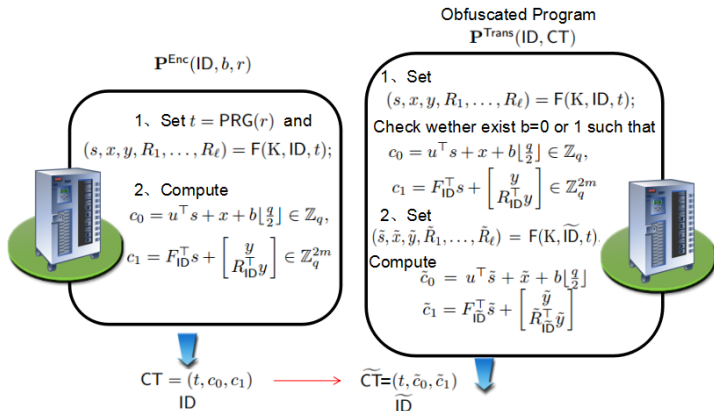 P^Enc(ID, b, r)
1、Set t = PRG(r) and
(s, x, y, R_1, . . . , R_ℓ) = F(K, ID, t);
2、Compute
c_0 = u^⊤ s + x + b⌊q/2⌋ ∈ ℤ_q,
c_1 = F_ID^⊤ s + [y; R_ID^⊤ y] ∈ ℤ_q^{2m}
CT = (t, c_0, c_1)
ID
Obfuscated Program
P^Trans(ID, CT)
1、Set
(s, x, y, R_1, . . . , R_ℓ) = F(K, ID, t);
Check wether exist b=0 or 1 such that
c_0 = u^⊤ s + x + b⌊q/2⌋ ∈ ℤ_q,
c_1 = F_ID^⊤ s + [y; R_ID^⊤ y] ∈ ℤ_q^{2m}
2、Set
(s̃, x̃, ỹ, R̃_1, . . . , R̃_ℓ) = F(K, ĨD, t).
Compute
c̃_0 = u^⊤ s̃ + x̃ + b⌊q/2⌋
c̃_1 = F_ĨD^⊤ s̃ + [ỹ; R̃_ĨD^⊤ ỹ]
C̃T=(t, c̃_0, c̃_1)
ĨD